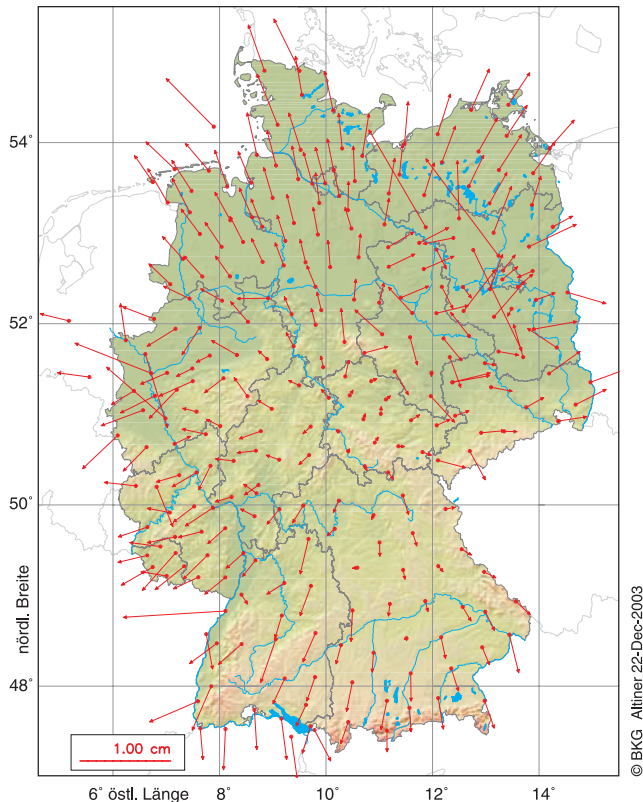 54°
52°
50°
48°
nördl. Breite
1.00 cm
6° östl. Länge
8°
10°
12°
14°
© BKG Altiner 22-Dec-2003